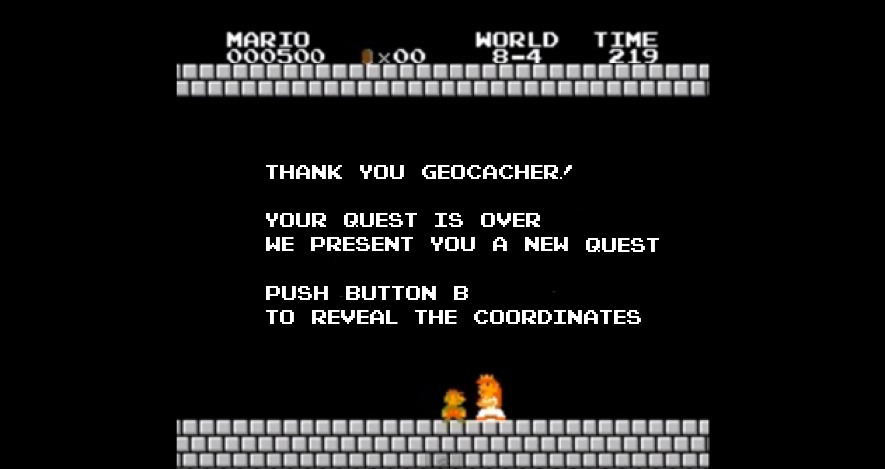 MARIO WORLD TIME
000500 ×00 8-4 219
THANK YOU GEOCACHER!
YOUR QUEST IS OVER
WE PRESENT YOU A NEW QUEST
PUSH BUTTON B
TO REVEAL THE COORDINATES